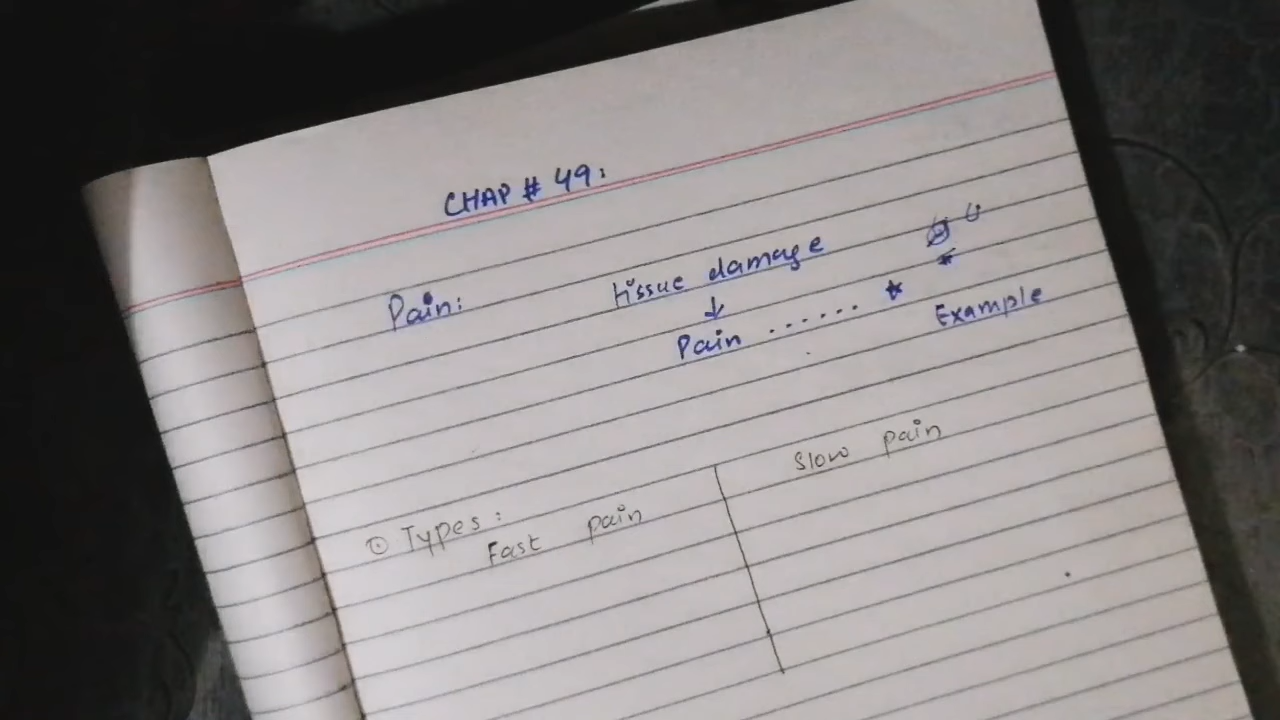 CHAP # 49:
Pain: tissue damage
↓
Pain ...... * Example
Slow pain
① Types:
Fast pain